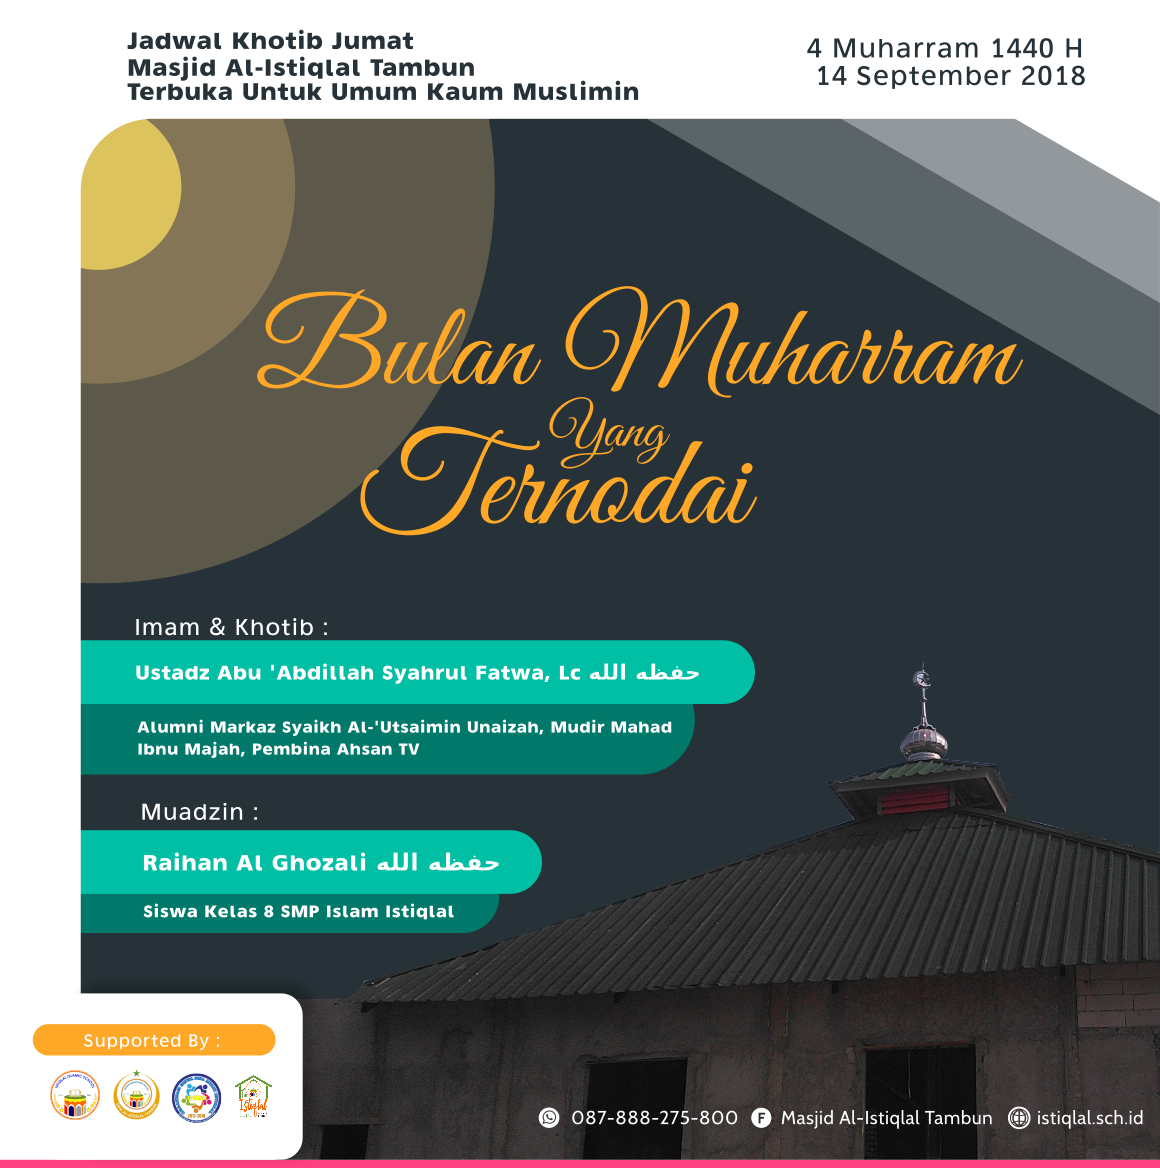 Jadwal Khotib Jumat
Masjid Al-Istiqlal Tambun
Terbuka Untuk Umum Kaum Muslimin
4 Muharram 1440 H
14 September 2018
Bulan Muharram
Yang
Ternodai
Imam & Khotib :
Ustadz Abu 'Abdillah Syahrul Fatwa, Lc حفظه الله
Alumni Markaz Syaikh Al-'Utsaimin Unaizah, Mudir Mahad
Ibnu Majah, Pembina Ahsan TV
Muadzin :
Raihan Al Ghozali حفظه الله
Siswa Kelas 8 SMP Islam Istiqlal
Supported By :
087-888-275-800
F Masjid Al-Istiqlal Tambun
istiqlal.sch.id